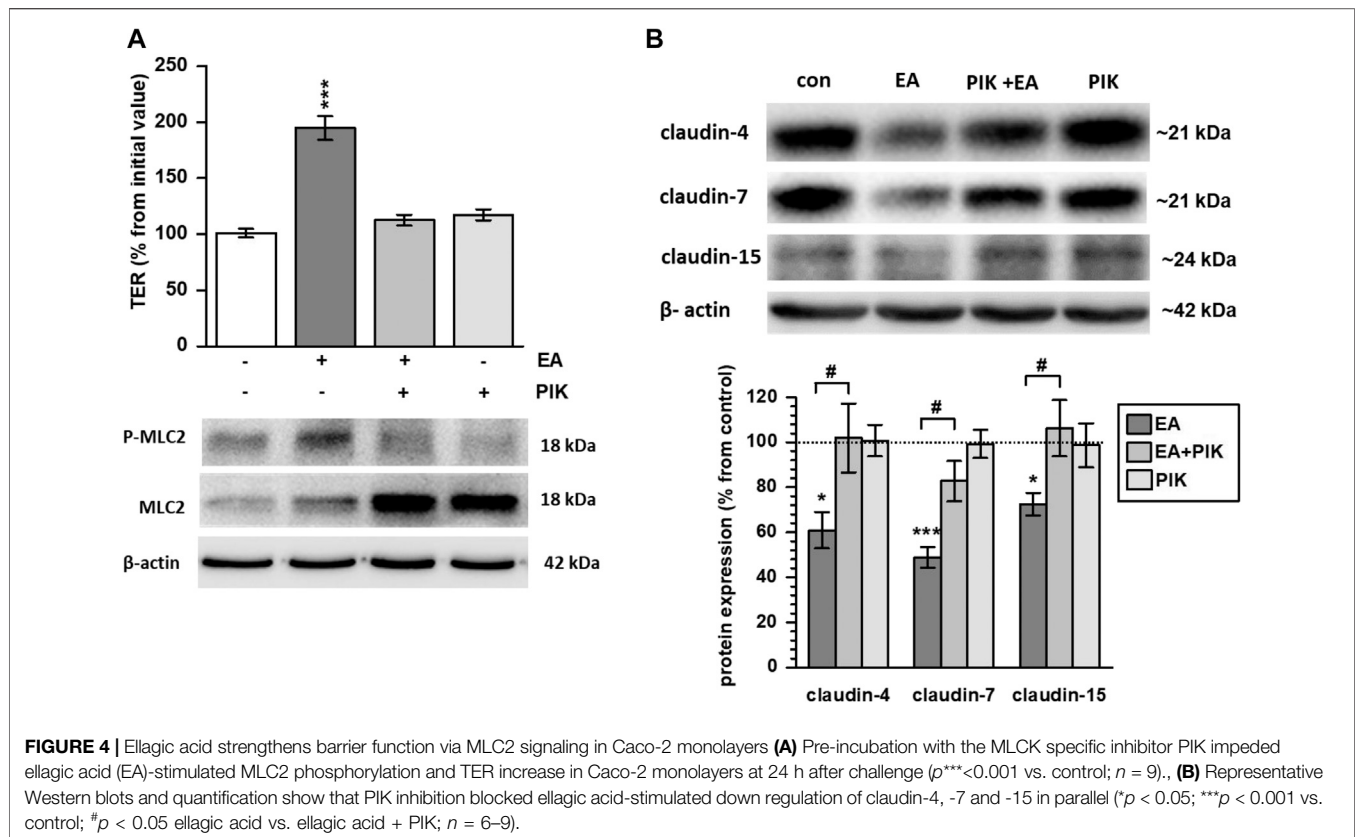 A
TER (% from initial value)
250
200
150
100
50
0
***
- + + - EA
- - + + PIK
P-MLC2 18 kDa
MLC2 18 kDa
β-actin 42 kDa
B
con EA PIK +EA PIK
claudin-4 ~21 kDa
claudin-7 ~21 kDa
claudin-15 ~24 kDa
β- actin ~42 kDa
protein expression (% from control)
120
100
80
60
40
20
0
# # #
* *** *
claudin-4 claudin-7 claudin-15
EA
EA+PIK
PIK
FIGURE 4 | Ellagic acid strengthens barrier function via MLC2 signaling in Caco-2 monolayers (A) Pre-incubation with the MLCK specific inhibitor PIK impeded
ellagic acid (EA)-stimulated MLC2 phosphorylation and TER increase in Caco-2 monolayers at 24 h after challenge (p***<0.001 vs. control; n = 9)., (B) Representative
Western blots and quantification show that PIK inhibition blocked ellagic acid-stimulated down regulation of claudin-4, -7 and -15 in parallel (*p < 0.05; ***p < 0.001 vs.
control; #p < 0.05 ellagic acid vs. ellagic acid + PIK; n = 6–9).